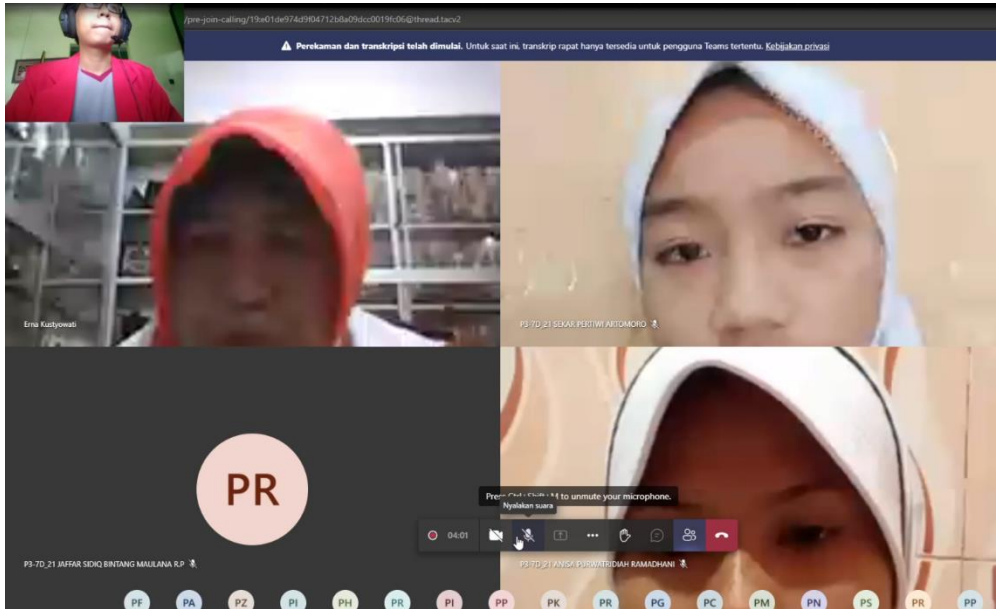 /pre-join-calling/19:e01de974d9f04712b8a09dcc0019fc06@thread.tacv2
Perekaman dan transkripsi telah dimulai. Untuk saat ini, transkrip rapat hanya tersedia untuk pengguna Teams tertentu. Kebijakan privasi
Erna Kustyowati
P3-7D_21 SEKAR PERTIWI ARTOMORO
PR
Press Ctrl+Shift+M to unmute your microphone.
Nyalakan suara
04:01
P3-7D_21 JAFFAR SIDIQ BINTANG MAULANA R.P
P3-7D_21 ANISA PURWATRIDIAH RAMADHANI
PF PA PZ PI PH PR PI PP PK PR PG PC PM PN PS PR PP